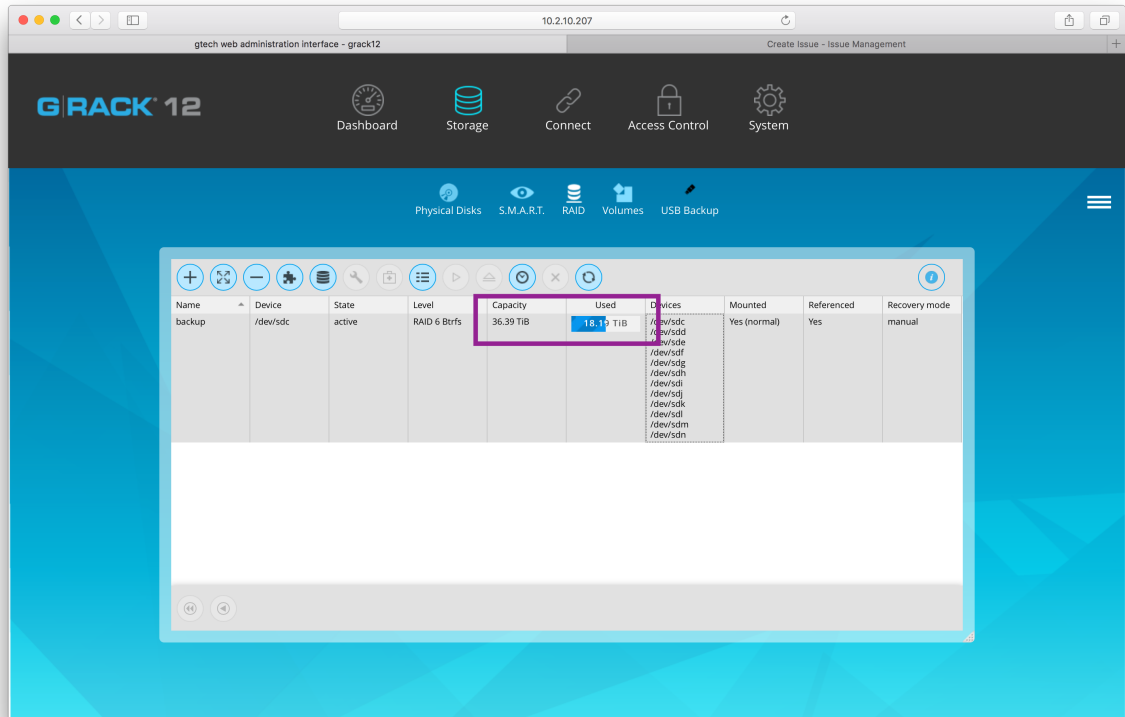 10.2.10.207
gtech web administration interface - grack12
Create Issue - Issue Management
G|RACK® 12
Dashboard
Storage
Connect
Access Control
System
Physical Disks
S.M.A.R.T.
RAID
Volumes
USB Backup
Name
Device
State
Level
Capacity
Used
Devices
Mounted
Referenced
Recovery mode
backup
/dev/sdc
active
RAID 6 Btrfs
36.39 TiB
18.19 TiB
/dev/sdc
/dev/sdd
/dev/sde
/dev/sdf
/dev/sdg
/dev/sdh
/dev/sdi
/dev/sdj
/dev/sdk
/dev/sdl
/dev/sdm
/dev/sdn
Yes (normal)
Yes
manual